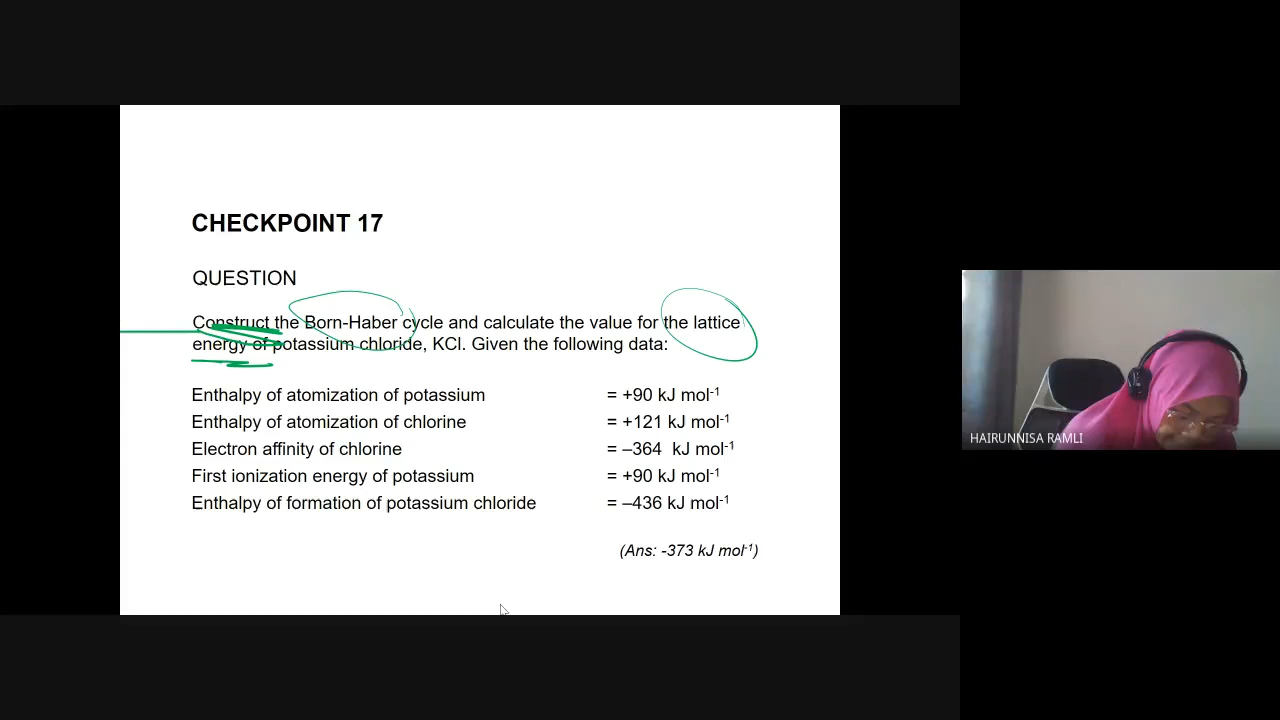 CHECKPOINT 17
QUESTION
Construct the Born-Haber cycle and calculate the value for the lattice
energy of potassium chloride, KCl. Given the following data:
Enthalpy of atomization of potassium = +90 kJ mol⁻¹
Enthalpy of atomization of chlorine = +121 kJ mol⁻¹
Electron affinity of chlorine = –364 kJ mol⁻¹
First ionization energy of potassium = +90 kJ mol⁻¹
Enthalpy of formation of potassium chloride = –436 kJ mol⁻¹
(Ans: -373 kJ mol⁻¹)
HAIRUNNISA RAMLI